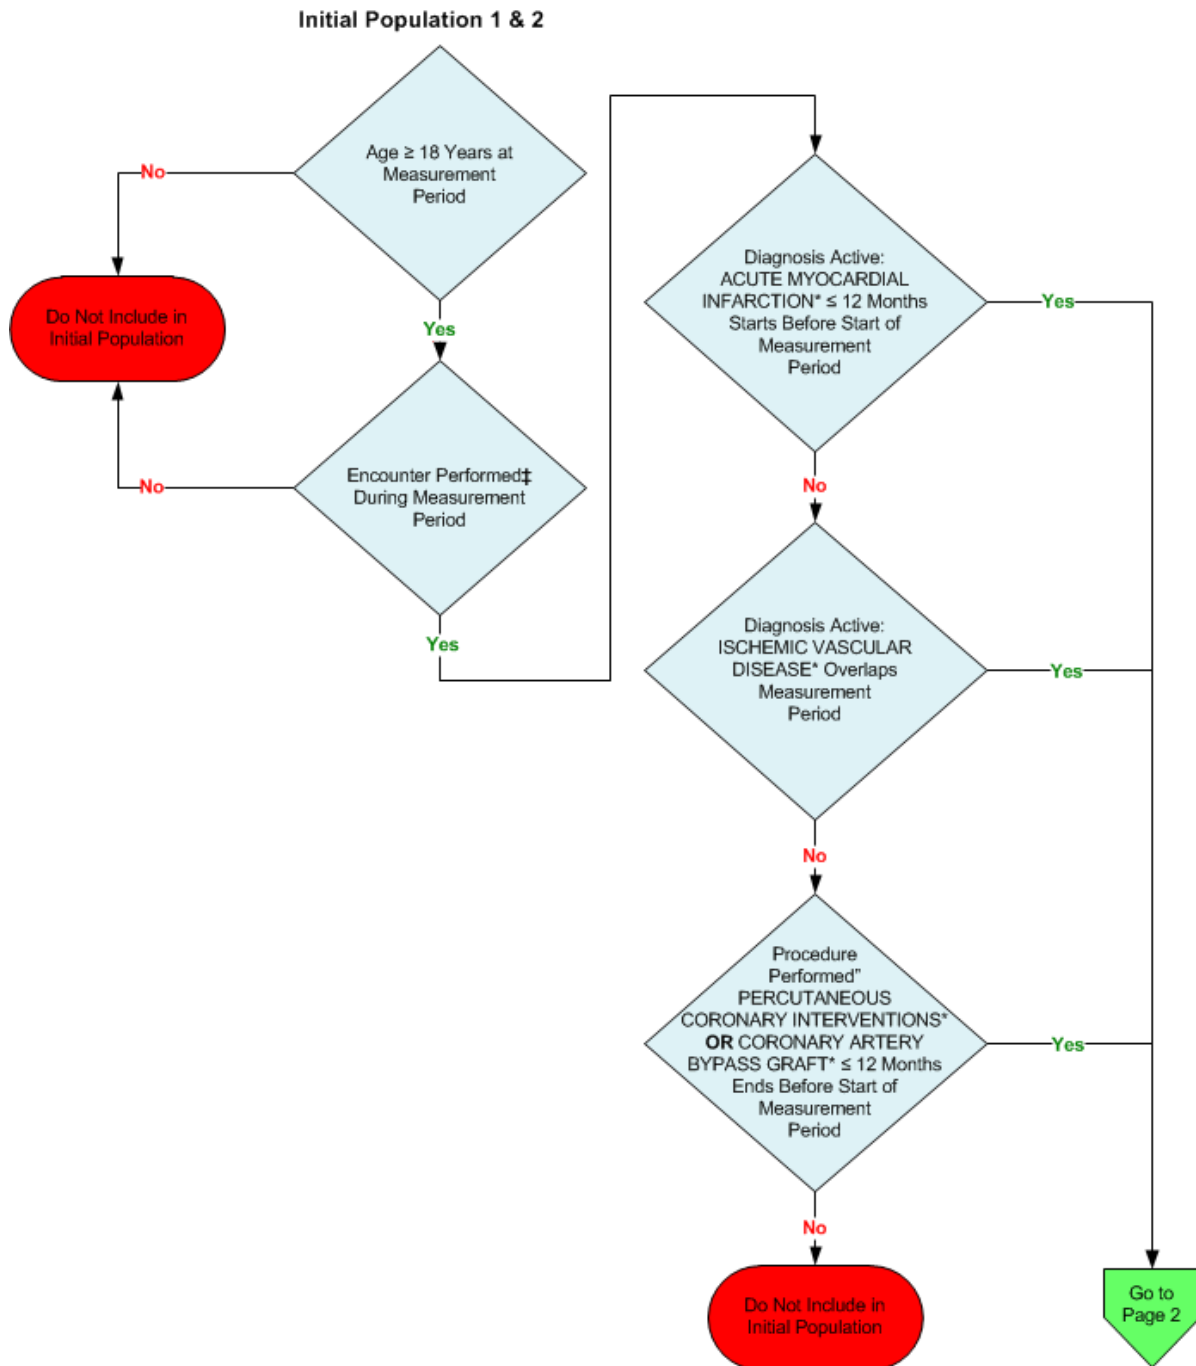 Initial Population 1 & 2
Age ≥ 18 Years at
Measurement
Period
No
Do Not Include in
Initial Population
Yes
Encounter Performed‡
During Measurement
Period
No
Yes
Diagnosis Active:
ACUTE MYOCARDIAL
INFARCTION* ≤ 12 Months
Starts Before Start of
Measurement
Period
Yes
No
Diagnosis Active:
ISCHEMIC VASCULAR
DISEASE* Overlaps
Measurement
Period
Yes
No
Procedure
Performed”
PERCUTANEOUS
CORONARY INTERVENTIONS*
OR CORONARY ARTERY
BYPASS GRAFT* ≤ 12 Months
Ends Before Start of
Measurement
Period
Yes
No
Do Not Include in
Initial Population
Go to
Page 2